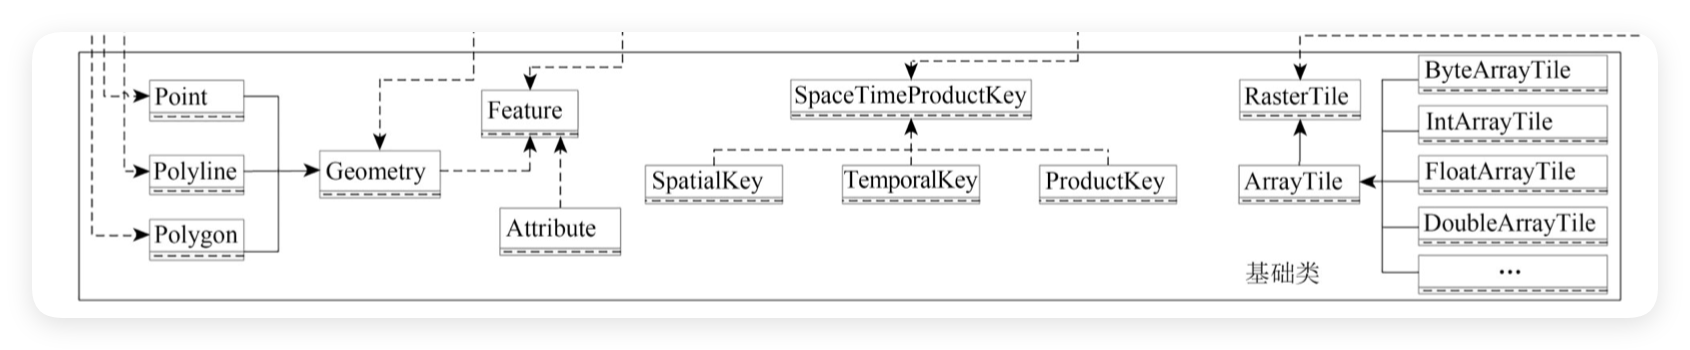 Point
Polyline
Polygon
Geometry
Feature
Attribute
SpaceTimeProductKey
SpatialKey
TemporalKey
ProductKey
RasterTile
ArrayTile
ByteArrayTile
IntArrayTile
FloatArrayTile
DoubleArrayTile
…
基础类